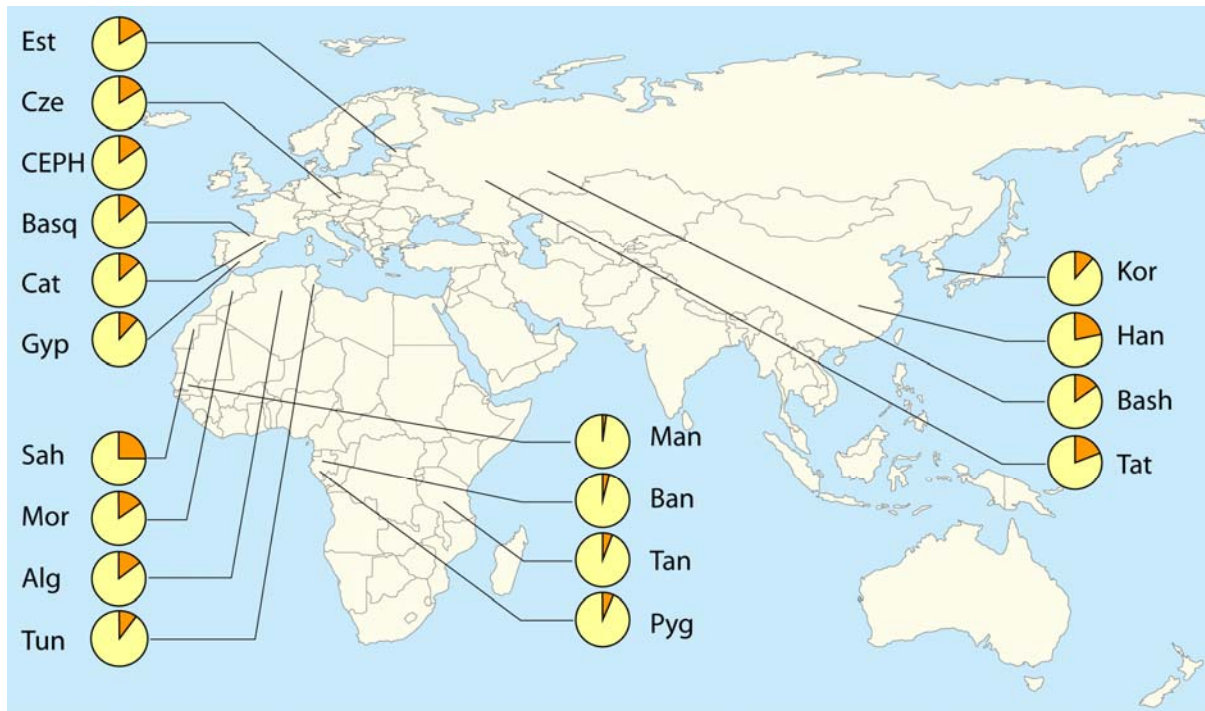 Est
Cze
CEPH
Basq
Cat
Gyp
Sah
Mor
Alg
Tun
Man
Ban
Tan
Pyg
Kor
Han
Bash
Tat